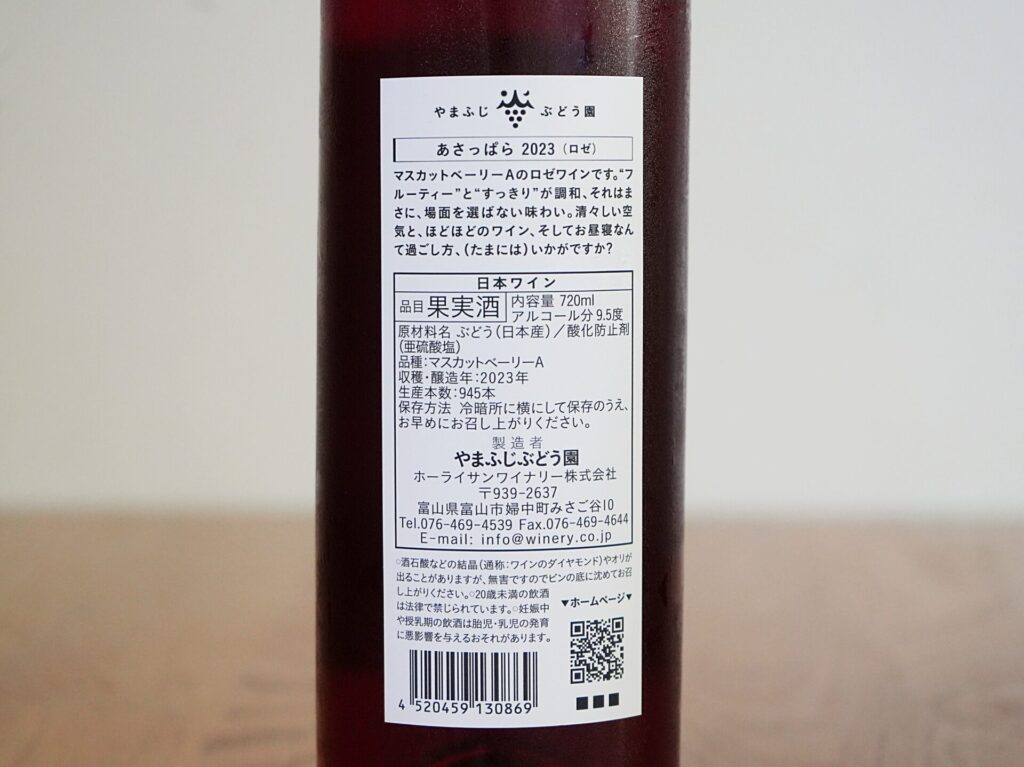 やまふじ ぶどう園
あさっぱら 2023 (ロゼ)
マスカットベーリーAのロゼワインです。“フ
ルーティー”と“すっきり”が調和、それはま
さに、場面を選ばない味わい。清々しい空
気と、ほどほどのワイン、そしてお昼寝なん
て過ごし方、(たまには)いかがですか?
日本ワイン
品目 果実酒 内容量 720ml
アルコール分 9.5度
原材料名 ぶどう(日本産)/酸化防止剤
(亜硫酸塩)
品種:マスカットベーリーA
収穫・醸造年:2023年
生産本数:945本
保存方法 冷暗所に横にして保存のうえ、
お早めにお召し上がりください。
製造者
やまふじぶどう園
ホーライサンワイナリー株式会社
〒939-2637
富山県富山市婦中町みさご谷10
Tel.076-469-4539 Fax.076-469-4644
E-mail: info@winery.co.jp
○酒石酸などの結晶(通称:ワインのダイヤモンド)やオリが
出ることがありますが、無害ですのでビンの底に沈めてお召
し上がりください。○20歳未満の飲酒
は法律で禁じられています。○妊娠中
や授乳期の飲酒は胎児・乳児の発育
に悪影響を与えるおそれがあります。
▼ホームページ▼
4 520459 130869